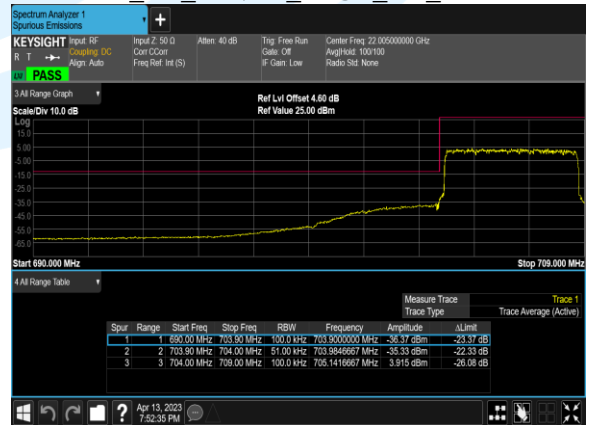 Spectrum Analyzer 1
Spurious Emissions
KEYSIGHT Input: RF Input Z: 50 Ω Atten: 40 dB Trig: Free Run Center Freq: 22.005000000 GHz
R T Coupling: DC Corr CCorr Gate: Off Avg|Hold: 100/100
Align: Auto Freq Ref: Int (S) IF Gain: Low Radio Std: None
PASS
3 All Range Graph
Ref Lvl Offset 4.60 dB
Scale/Div 10.0 dB Ref Value 25.00 dBm
Log
15.0
5.00
-5.00
-15.0
-25.0
-35.0
-45.0
-55.0
-65.0
Start 690.000 MHz Stop 709.000 MHz
4 All Range Table
Measure Trace Trace 1
Trace Type Trace Average (Active)
Spur Range Start Freq Stop Freq RBW Frequency Amplitude ΔLimit
1 1 690.00 MHz 703.90 MHz 100.0 kHz 703.9000000 MHz -36.37 dBm -23.37 dB
2 2 703.90 MHz 704.00 MHz 51.00 kHz 703.9846667 MHz -35.33 dBm -22.33 dB
3 3 704.00 MHz 709.00 MHz 100.0 kHz 705.1416667 MHz 3.915 dBm -26.08 dB
Apr 13, 2023
7:52:35 PM